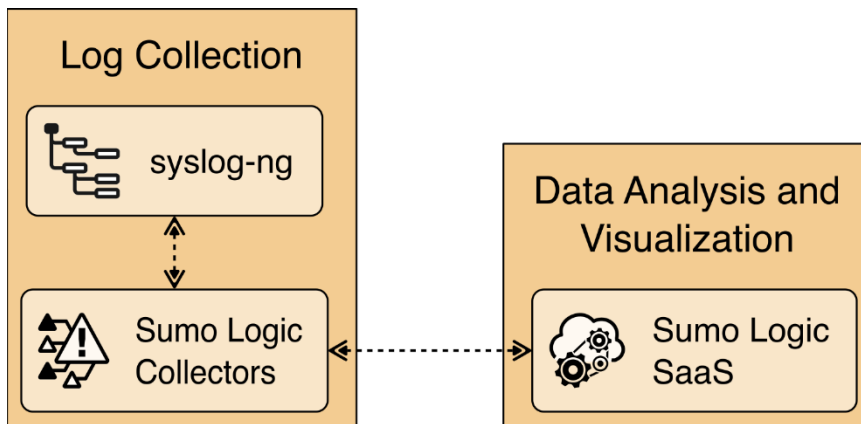 Log Collection
syslog-ng
Sumo Logic
Collectors
Data Analysis and
Visualization
Sumo Logic
SaaS